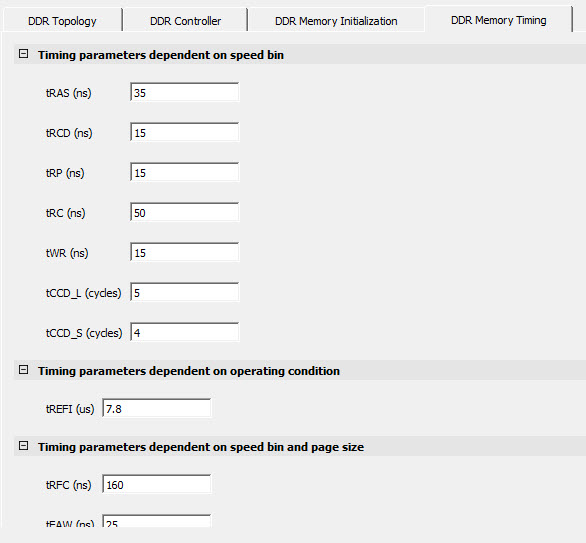 DDR Topology DDR Controller DDR Memory Initialization DDR Memory Timing
Timing parameters dependent on speed bin
tRAS (ns) 35
tRCD (ns) 15
tRP (ns) 15
tRC (ns) 50
tWR (ns) 15
tCCD_L (cycles) 5
tCCD_S (cycles) 4
Timing parameters dependent on operating condition
tREFI (us) 7.8
Timing parameters dependent on speed bin and page size
tRFC (ns) 160
tFAW (ns) 25